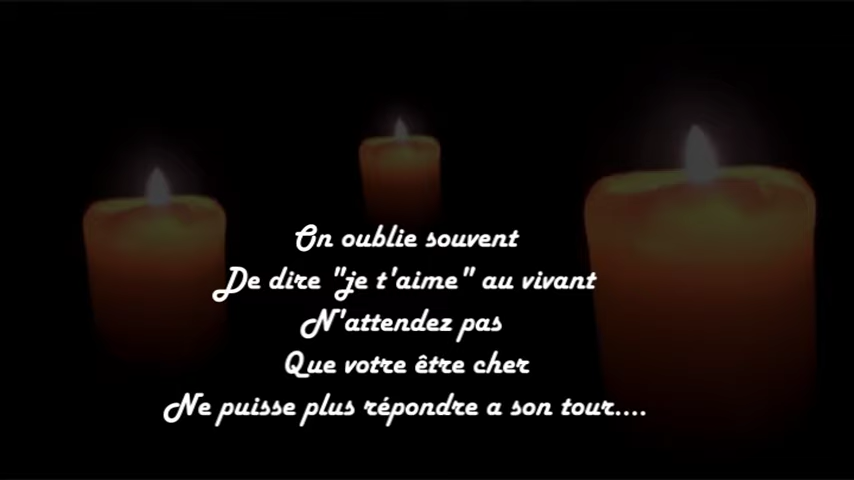 On oublie souvent
De dire "je t'aime" au vivant
N'attendez pas
Que votre être cher
Ne puisse plus répondre a son tour....